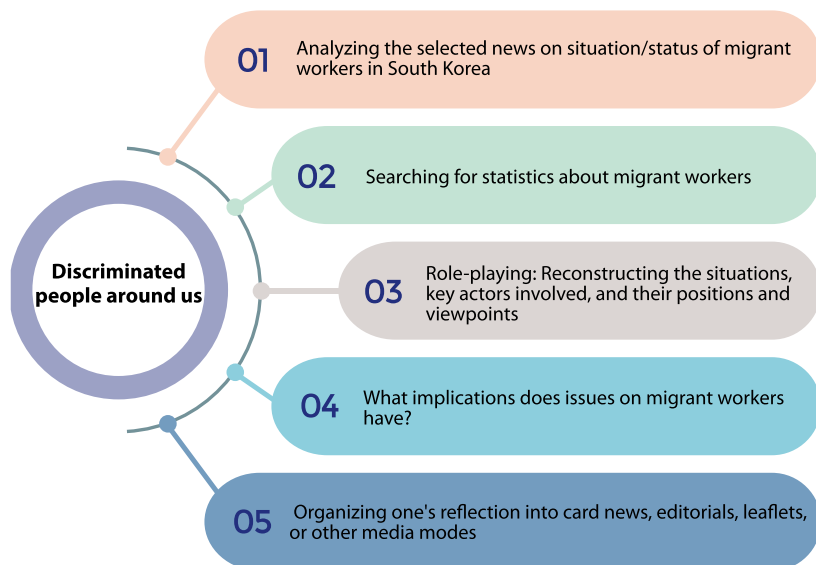 Discriminated
people around us
01
Analyzing the selected news on situation/status of migrant
workers in South Korea
02
Searching for statistics about migrant workers
03
Role-playing: Reconstructing the situations,
key actors involved, and their positions and
viewpoints
04
What implications does issues on migrant workers
have?
05
Organizing one's reflection into card news, editorials, leaflets,
or other media modes